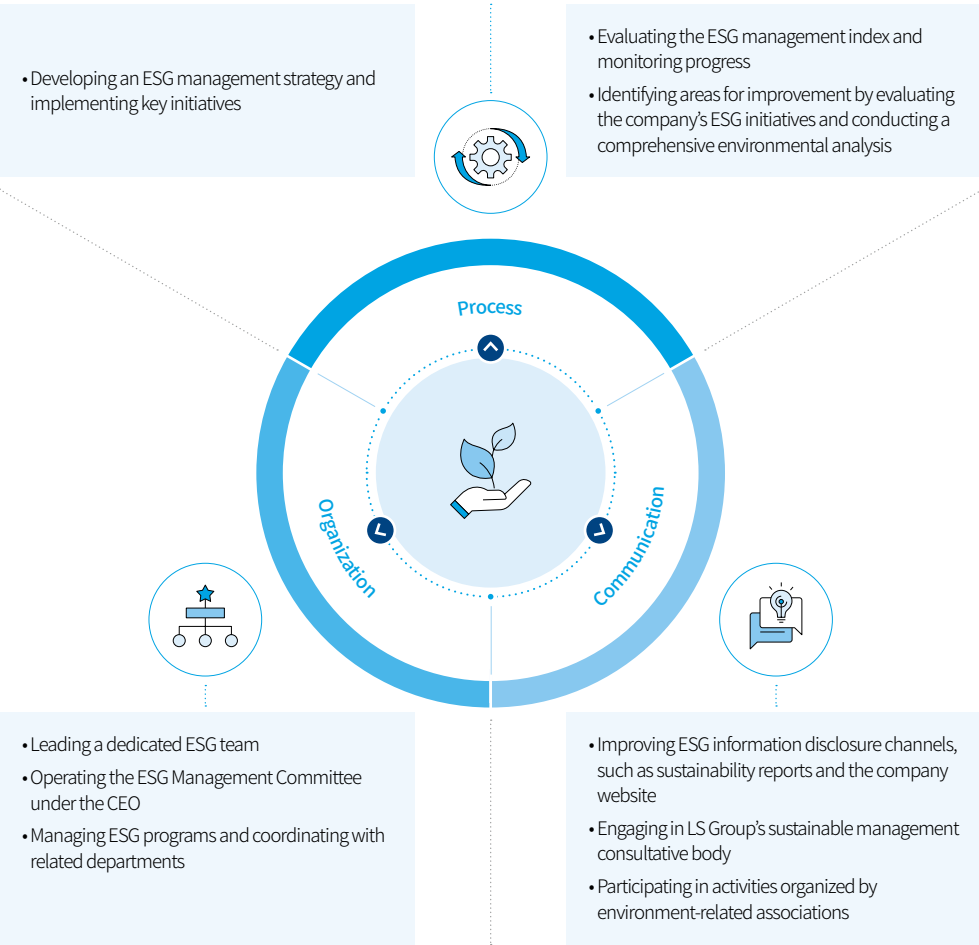 • Developing an ESG management strategy and
implementing key initiatives
• Evaluating the ESG management index and
monitoring progress
• Identifying areas for improvement by evaluating
the company's ESG initiatives and conducting a
comprehensive environmental analysis
Process
Organization
Communication
• Leading a dedicated ESG team
• Operating the ESG Management Committee
under the CEO
• Managing ESG programs and coordinating with
related departments
• Improving ESG information disclosure channels,
such as sustainability reports and the company
website
• Engaging in LS Group's sustainable management
consultative body
• Participating in activities organized by
environment-related associations